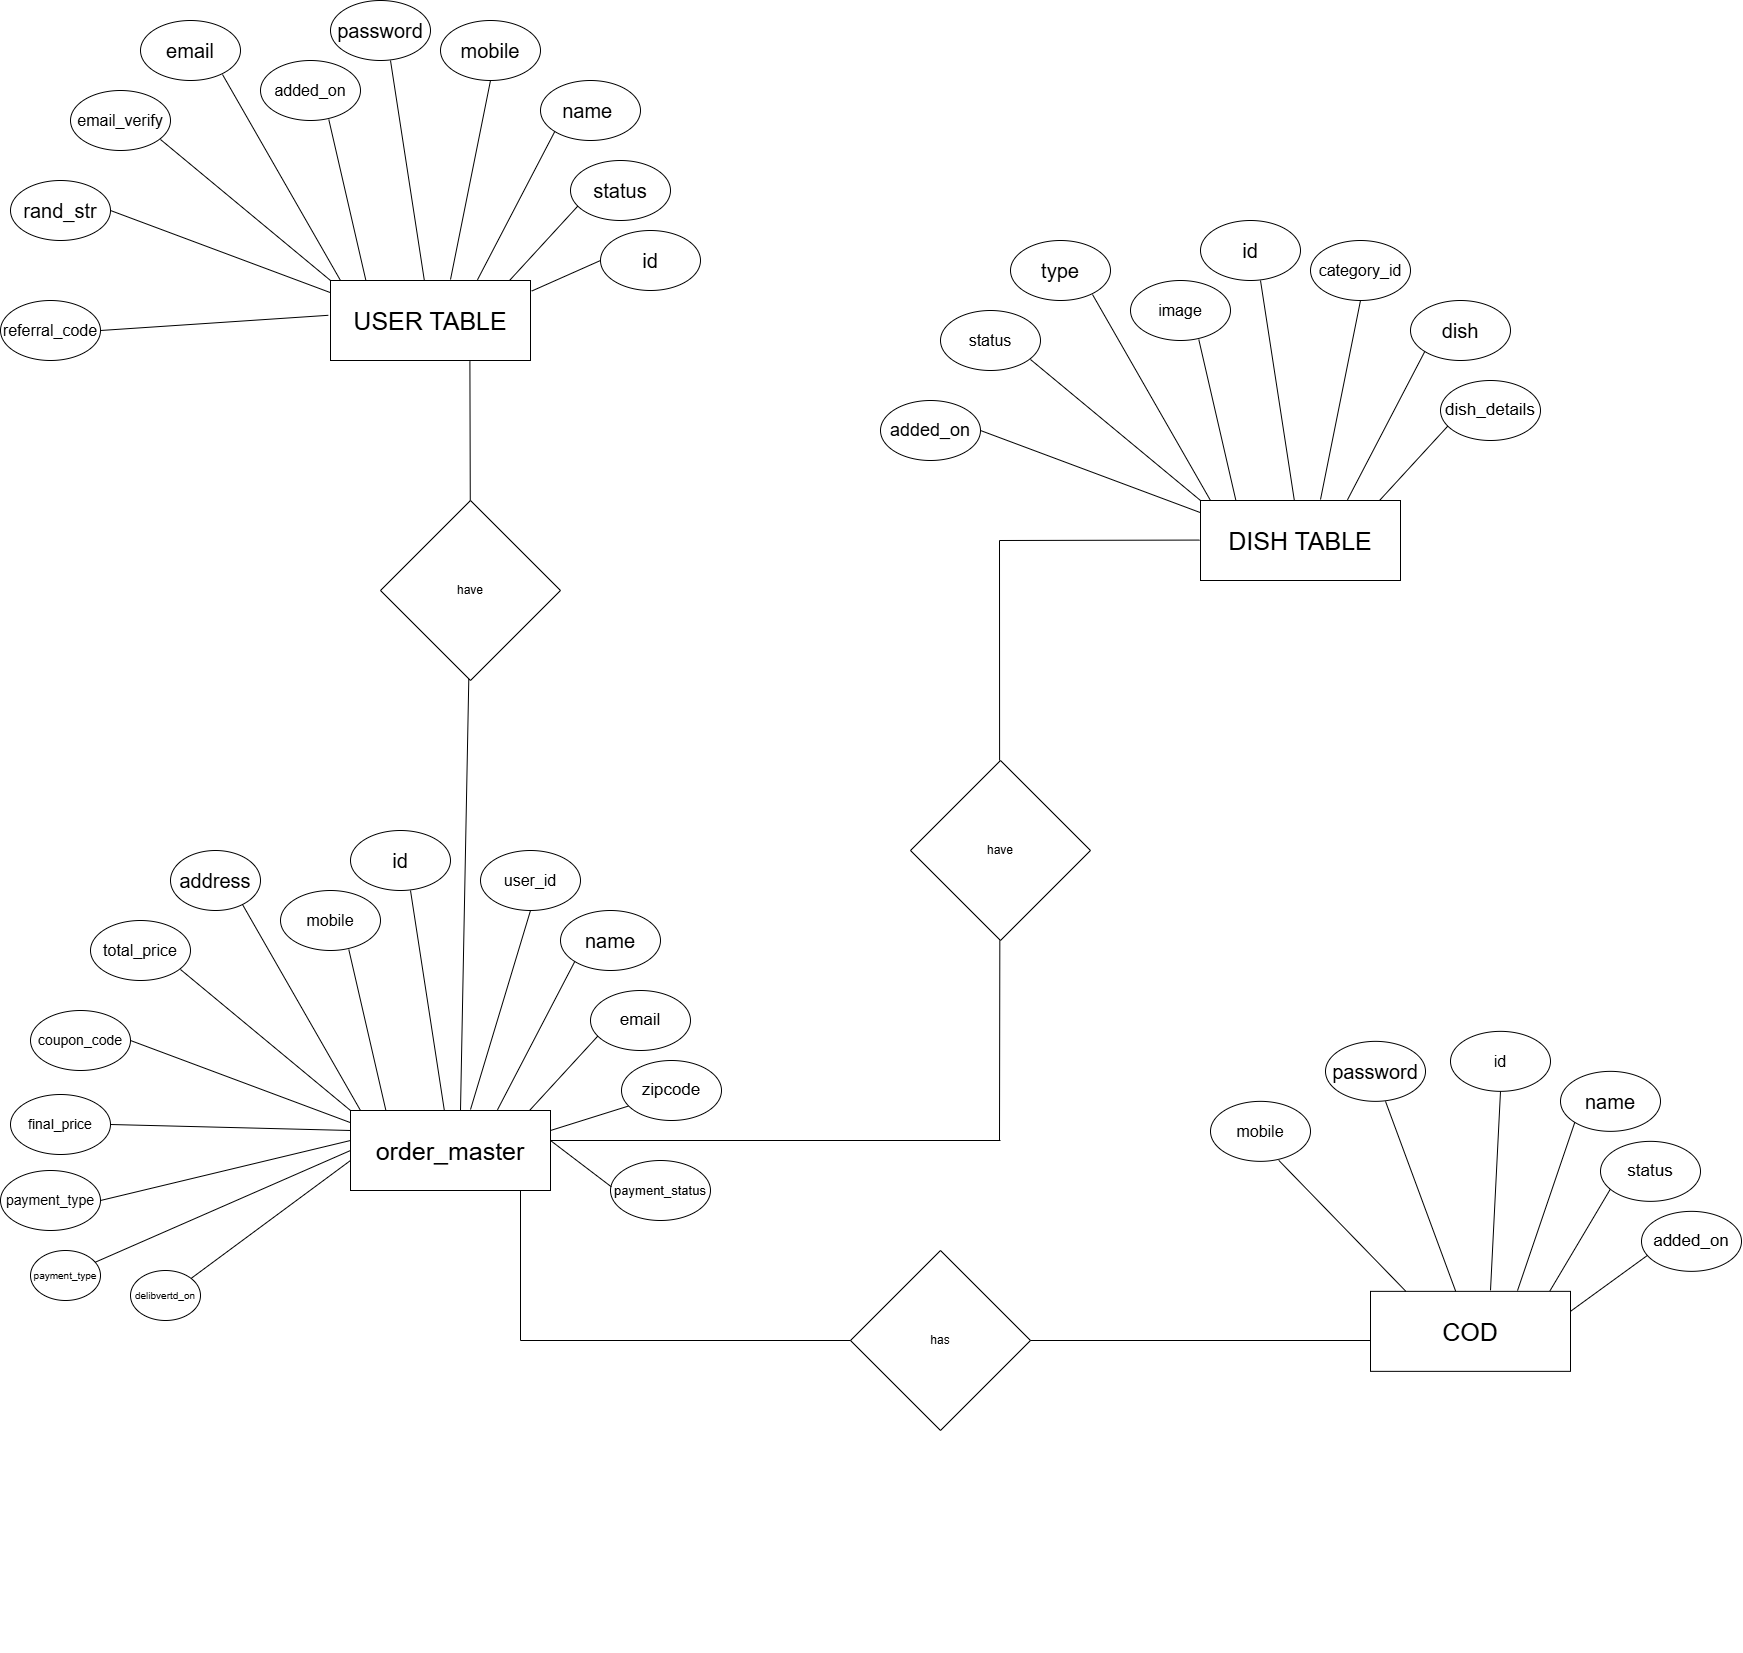 password
email
mobile
added_on
name
email_verify
status
rand_str
id
referral_code
USER TABLE
id
type
category_id
image
dish
status
dish_details
added_on
DISH TABLE
have
have
id
address
user_id
mobile
name
total_price
email
coupon_code
zipcode
final_price
order_master
payment_status
payment_type
payment_type
delibvertd_on
id
password
name
mobile
status
added_on
COD
has